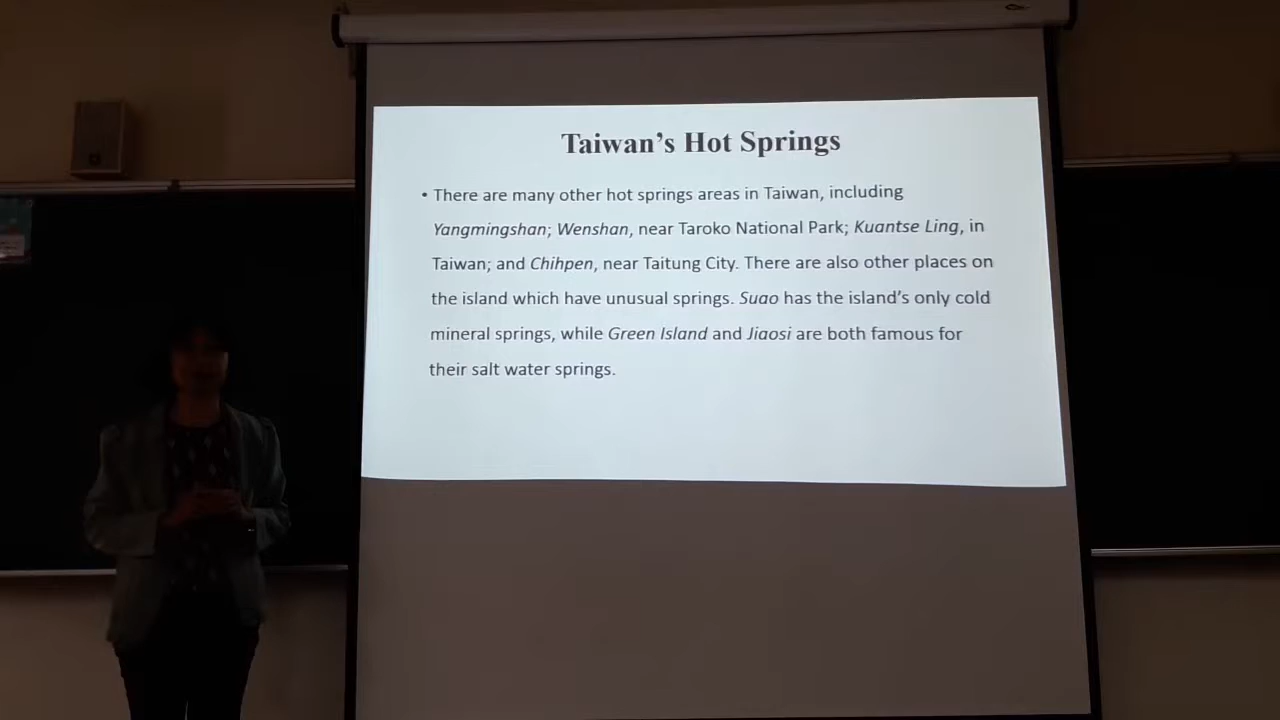 Taiwan's Hot Springs
• There are many other hot springs areas in Taiwan, including
Yangmingshan; Wenshan, near Taroko National Park; Kuantse Ling, in
Taiwan; and Chihpen, near Taitung City. There are also other places on
the island which have unusual springs. Suao has the island's only cold
mineral springs, while Green Island and Jiaosi are both famous for
their salt water springs.